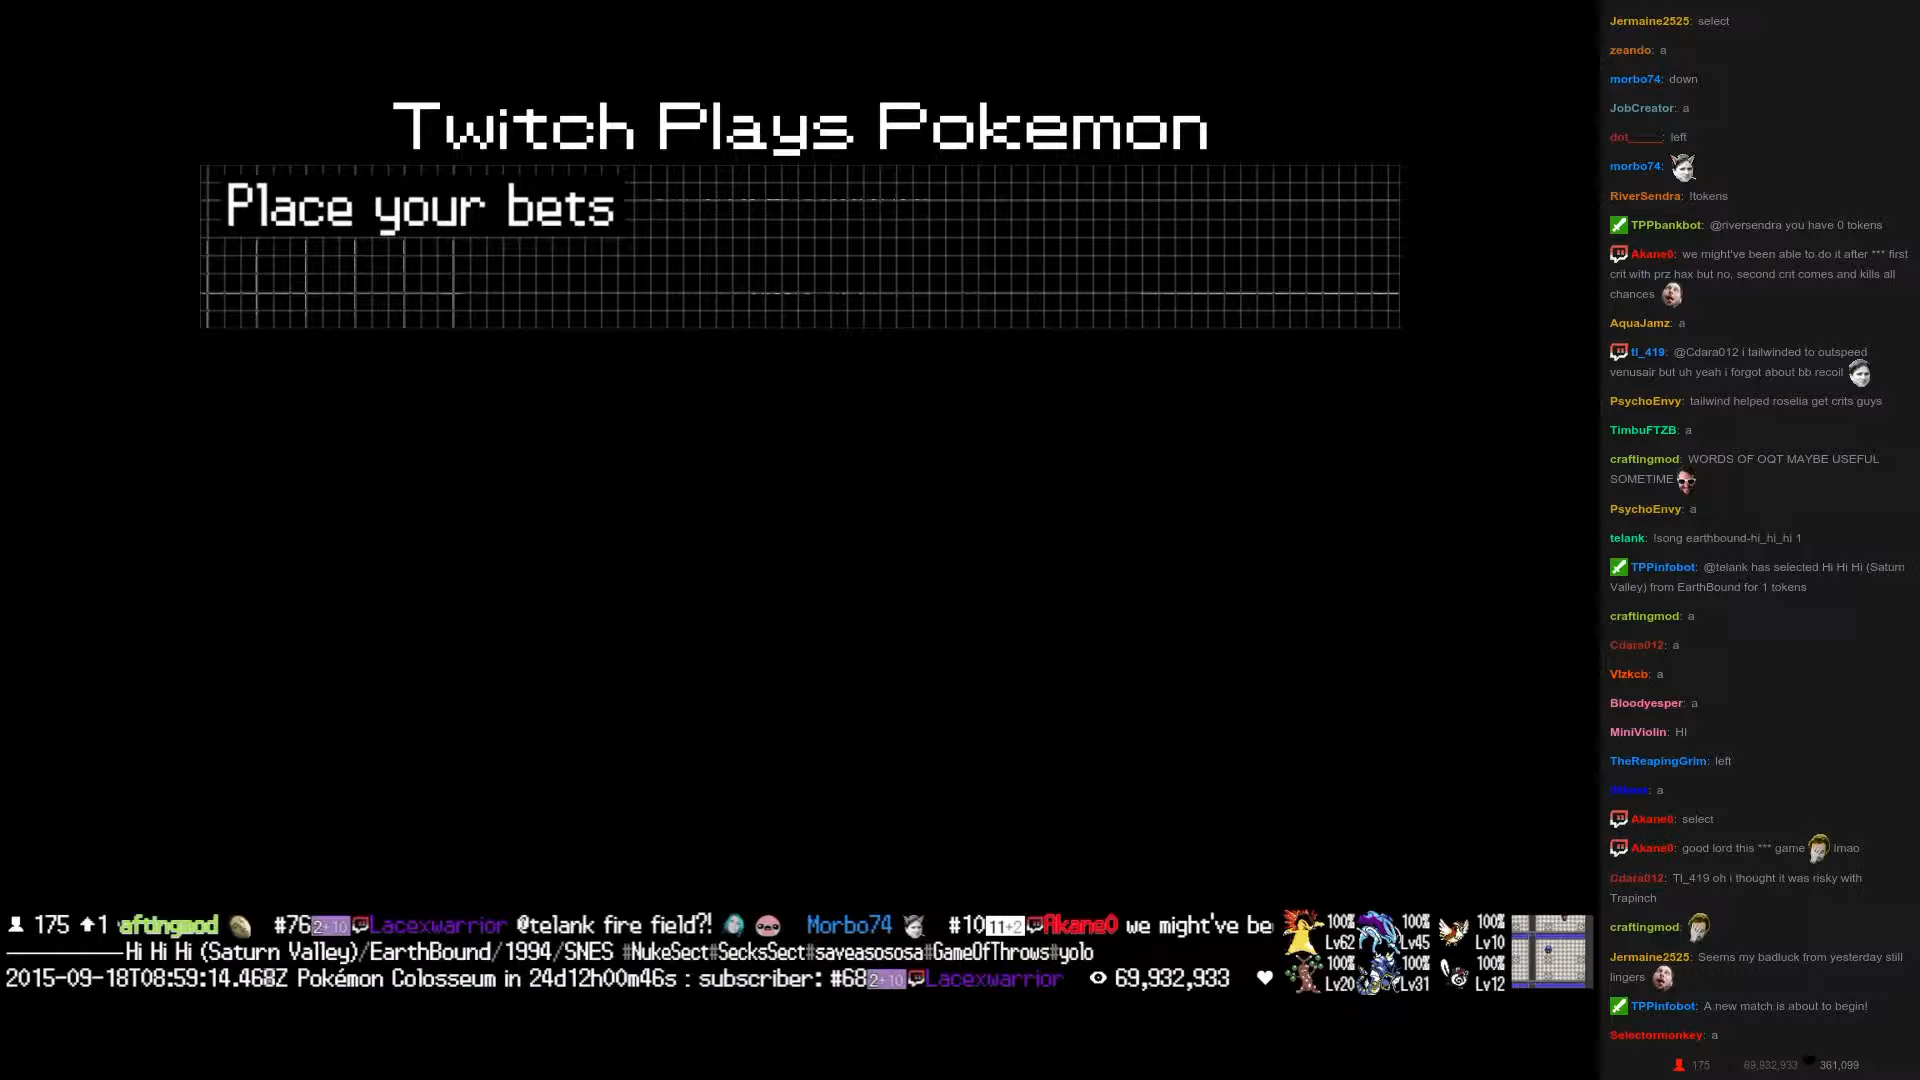 Twitch Plays Pokemon
Place your bets
175 1 aftingmod #76 2+10 Lacexwarrior @telank fire field?! Morbo74 #10 11+2 Akane0 we might've be
Hi Hi Hi (Saturn Valley)/EarthBound/1994/SNES #NukeSect#SecksSect#saveasososa#GameOfThrows#yolo
2015-09-18T08:59:14.468Z Pokémon Colosseum in 24d12h00m46s : subscriber: #68 2+10 Lacexwarrior 69,932,933
100% Lv62 100% Lv45 100% Lv10
100% Lv20 100% Lv31 100% Lv12
Jermaine2525: select
zeando: a
morbo74: down
JobCreator: a
dot_____: left
morbo74:
RiverSendra: !tokens
TPPbankbot: @riversendra you have 0 tokens
Akane0: we might've been able to do it after *** first
crit with prz hax but no, second crit comes and kills all
chances
AquaJamz: a
tl_419: @Cdara012 i tailwinded to outspeed
venusair but uh yeah i forgot about bb recoil
PsychoEnvy: tailwind helped roselia get crits guys
TimbuFTZB: a
craftingmod: WORDS OF OQT MAYBE USEFUL
SOMETIME
PsychoEnvy: a
telank: !song earthbound-hi_hi_hi 1
TPPinfobot: @telank has selected Hi Hi Hi (Saturn
Valley) from EarthBound for 1 tokens
craftingmod: a
Cdara012: a
Vlzkcb: a
Bloodyesper: a
MiniViolin: HI
TheReapingGrim: left
: a
Akane0: select
Akane0: good lord this *** game lmao
Cdara012: Tl_419 oh i thought it was risky with
Trapinch
craftingmod:
Jermaine2525: Seems my badluck from yesterday still
lingers
TPPinfobot: A new match is about to begin!
Selectormonkey: a
175 69,932,933 361,099